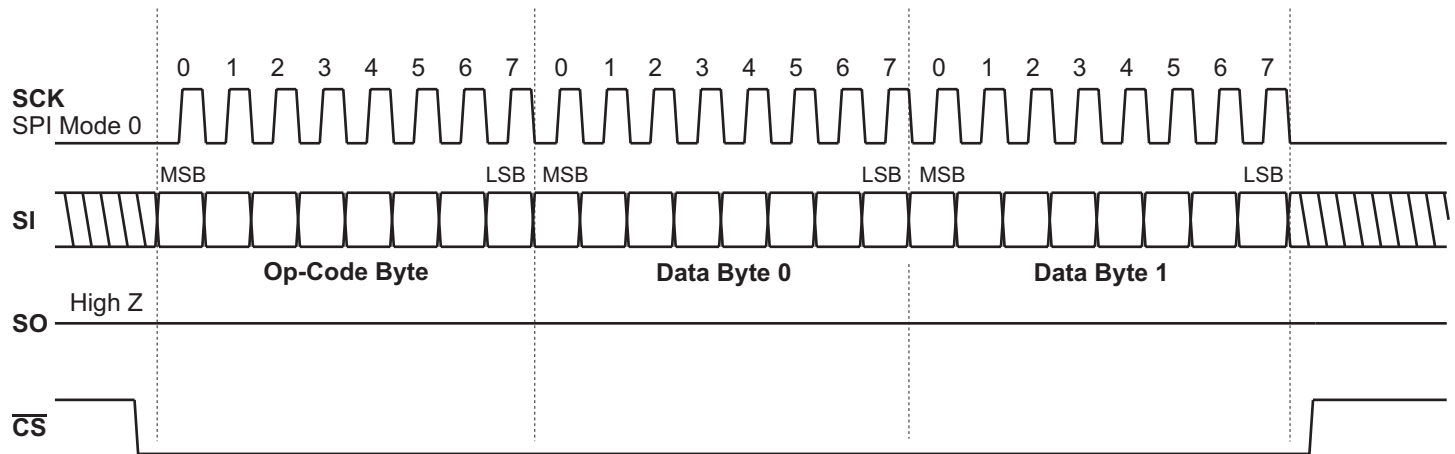 0 1 2 3 4 5 6 7 0 1 2 3 4 5 6 7 0 1 2 3 4 5 6 7
SCK
SPI Mode 0
MSB LSB MSB LSB MSB LSB
SI
Op-Code Byte Data Byte 0 Data Byte 1
High Z
SO
CS